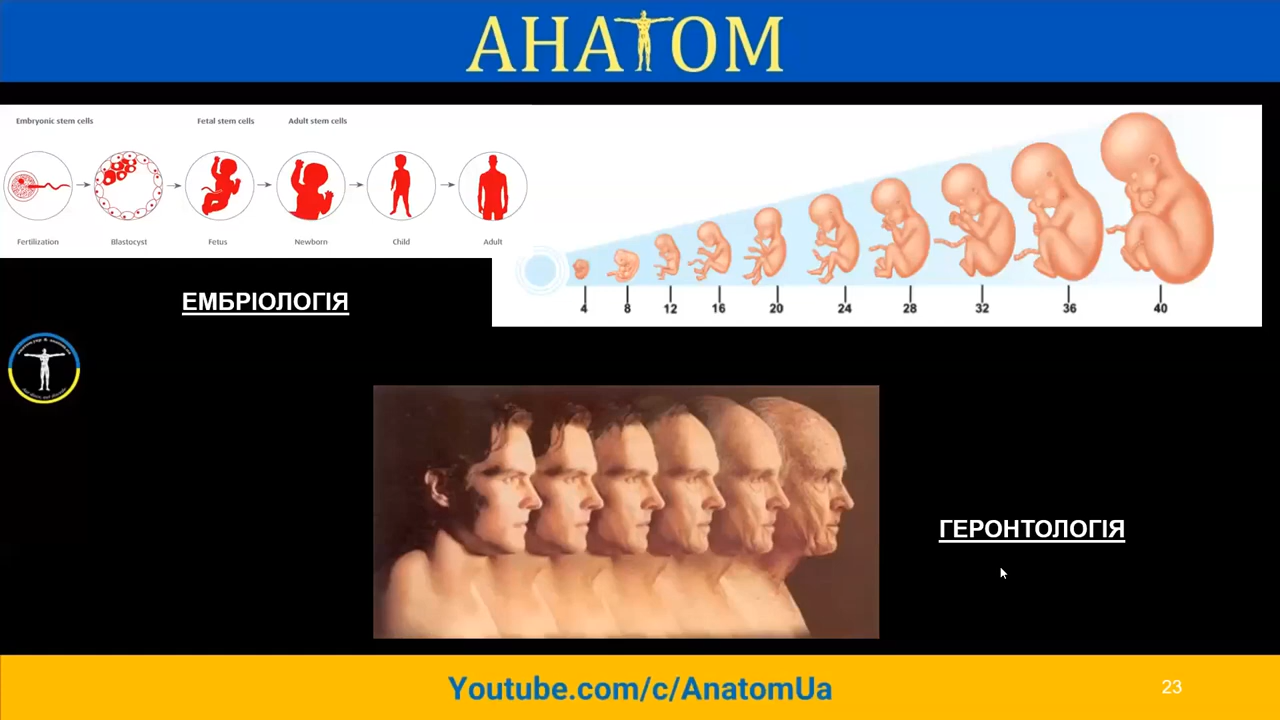 АНАТОМ
Embryonic stem cells
Fetal stem cells
Adult stem cells
Fertilization
Blastocyst
Fetus
Newborn
Child
Adult
4 8 12 16 20 24 28 32 36 40
ЕМБРІОЛОГІЯ
ГЕРОНТОЛОГІЯ
Youtube.com/c/AnatomUa
23